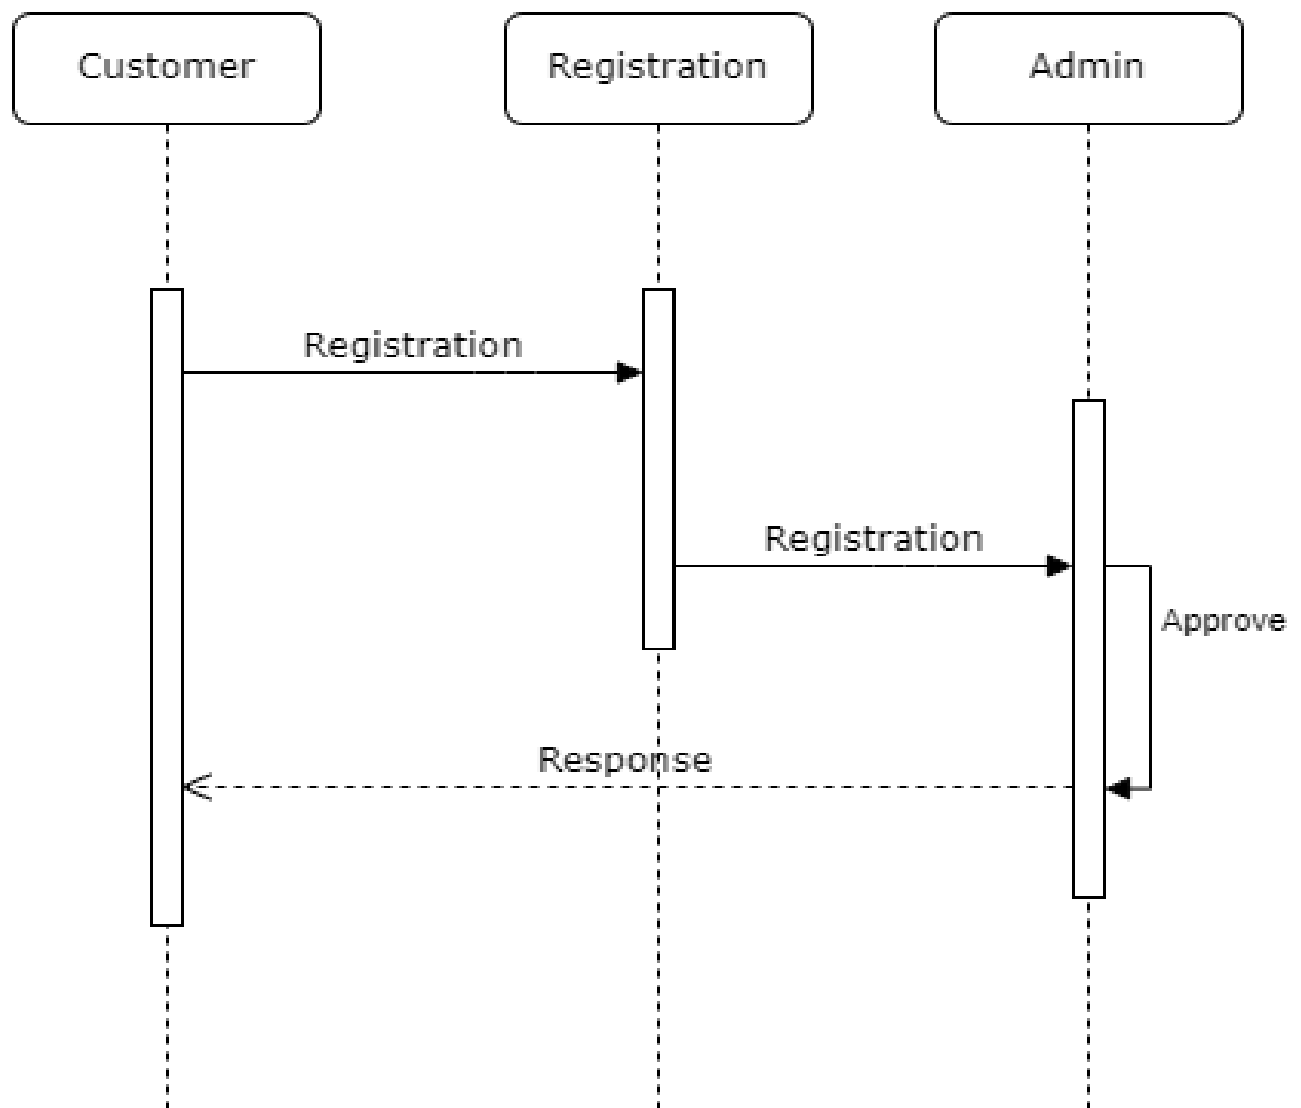 Customer
Registration
Admin
Registration
Registration
Approve
Response